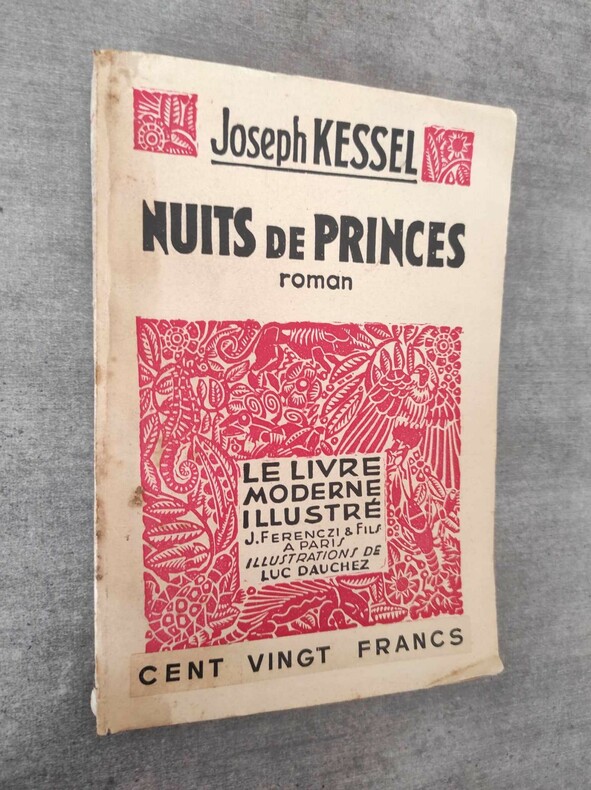 Joseph KESSEL
NUITS DE PRINCES
roman
LE LIVRE
MODERNE
ILLUSTRÉ
J. FERENCZI & FILS
A PARIS
ILLUSTRATIONS DE
LUC DAUCHEZ
CENT VINGT FRANCS